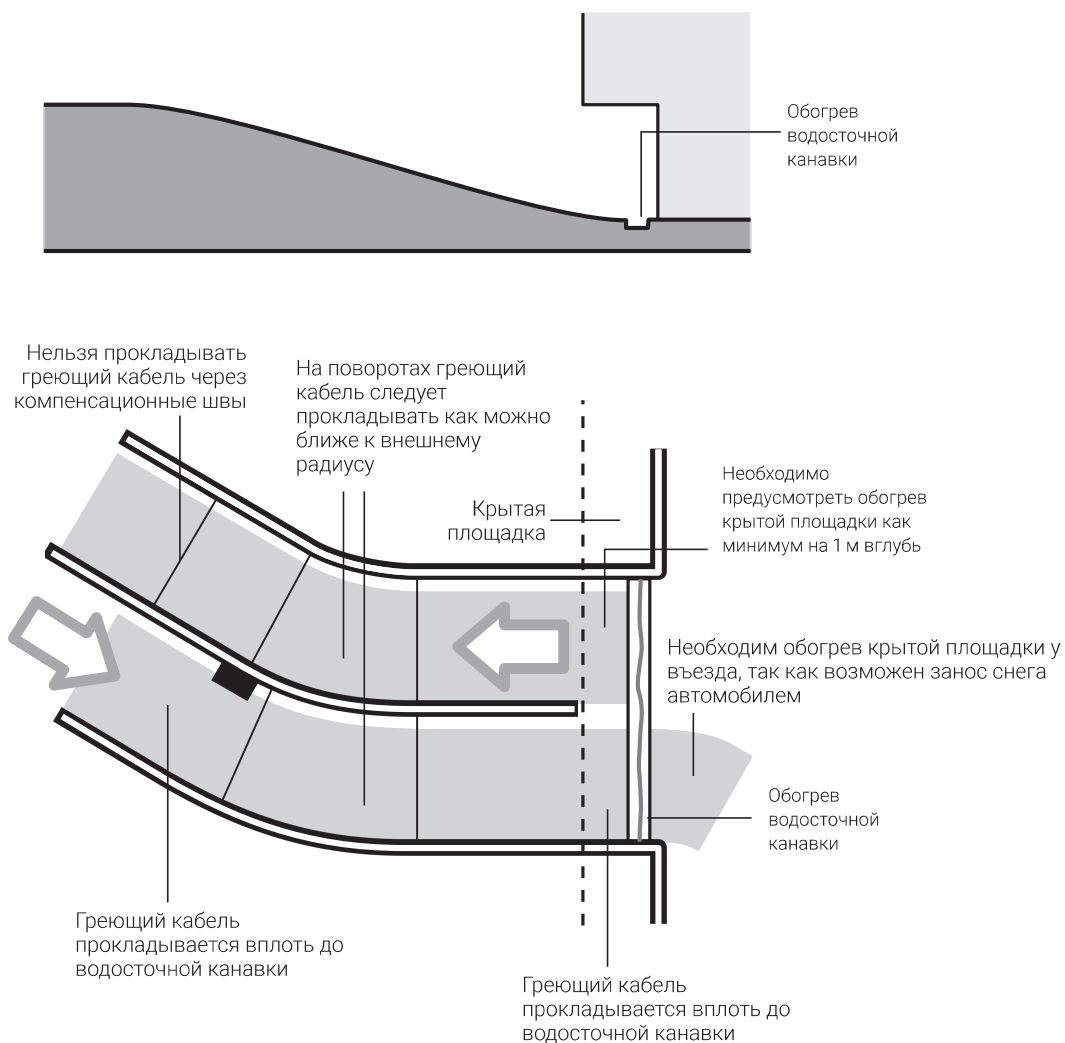 Обогрев
водосточной
канавки
Нельзя прокладывать
греющий кабель через
компенсационные швы
На поворотах греющий
кабель следует
прокладывать как можно
ближе к внешнему
радиусу
Крытая
площадка
Необходимо
предусмотреть обогрев
крытой площадки как
минимум на 1 м вглубь
Необходим обогрев крытой площадки у
въезда, так как возможен занос снега
автомобилем
Обогрев
водосточной
канавки
Греющий кабель
прокладывается вплоть до
водосточной канавки
Греющий кабель
прокладывается вплоть до
водосточной канавки